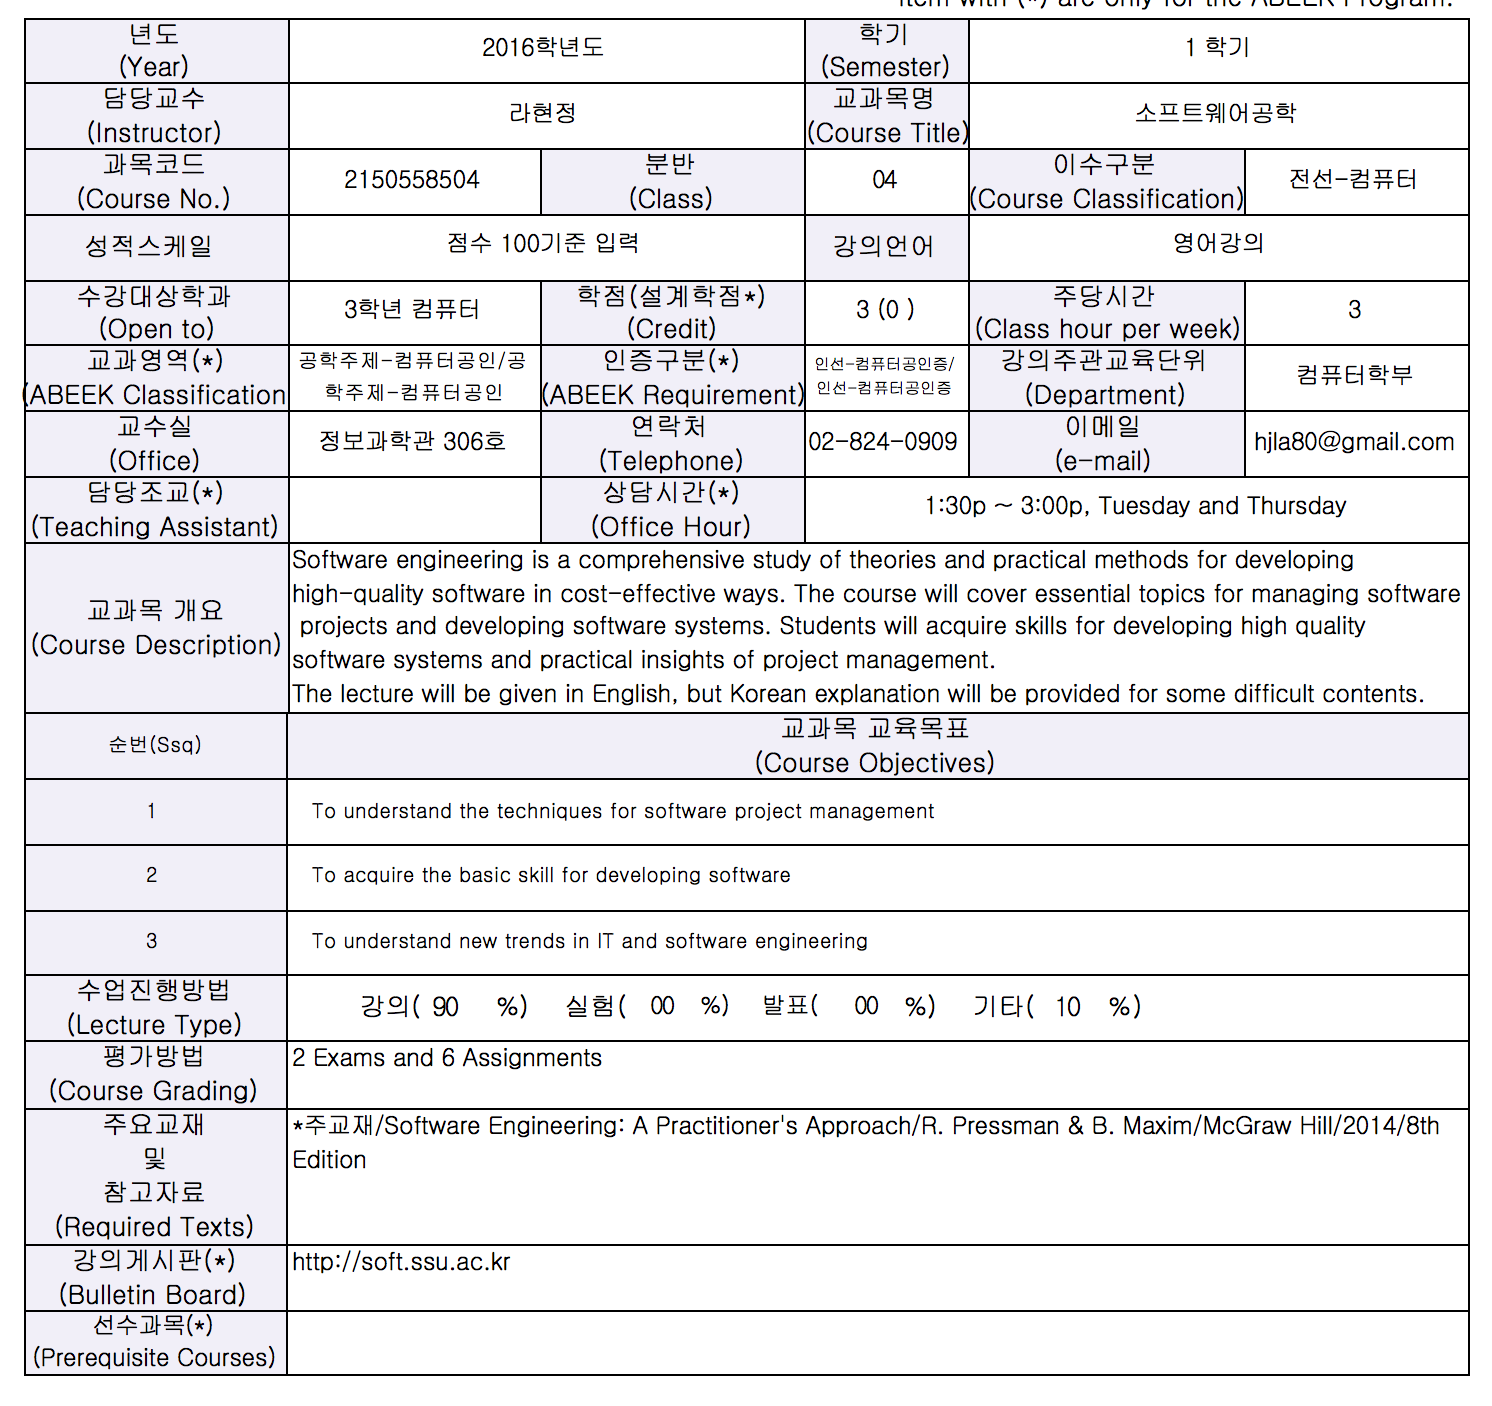 Item with (*) are only for the ABEEK Program.
년도
(Year)
2016학년도
학기
(Semester)
1 학기
담당교수
(Instructor)
라현정
교과목명
(Course Title)
소프트웨어공학
과목코드
(Course No.)
2150558504
분반
(Class)
04
이수구분
(Course Classification)
전선-컴퓨터
성적스케일
점수 100기준 입력
강의언어
영어강의
수강대상학과
(Open to)
3학년 컴퓨터
학점(설계학점*)
(Credit)
3 (0 )
주당시간
(Class hour per week)
3
교과영역(*)
(ABEEK Classification
공학주제-컴퓨터공인/공
학주제-컴퓨터공인
인증구분(*)
(ABEEK Requirement)
인선-컴퓨터공인증/
인선-컴퓨터공인증
강의주관교육단위
(Department)
컴퓨터학부
교수실
(Office)
정보과학관 306호
연락처
(Telephone)
02-824-0909
이메일
(e-mail)
hjla80@gmail.com
담당조교(*)
(Teaching Assistant)
상담시간(*)
(Office Hour)
1:30p ~ 3:00p, Tuesday and Thursday
교과목 개요
(Course Description)
Software engineering is a comprehensive study of theories and practical methods for developing
high-quality software in cost-effective ways. The course will cover essential topics for managing software
projects and developing software systems. Students will acquire skills for developing high quality
software systems and practical insights of project management.
The lecture will be given in English, but Korean explanation will be provided for some difficult contents.
순번(Ssq)
교과목 교육목표
(Course Objectives)
1
To understand the techniques for software project management
2
To acquire the basic skill for developing software
3
To understand new trends in IT and software engineering
수업진행방법
(Lecture Type)
강의( 90 %) 실험( 00 %) 발표( 00 %) 기타( 10 %)
평가방법
(Course Grading)
2 Exams and 6 Assignments
주요교재
및
참고자료
(Required Texts)
*주교재/Software Engineering: A Practitioner's Approach/R. Pressman & B. Maxim/McGraw Hill/2014/8th
Edition
강의게시판(*)
(Bulletin Board)
http://soft.ssu.ac.kr
선수과목(*)
(Prerequisite Courses)